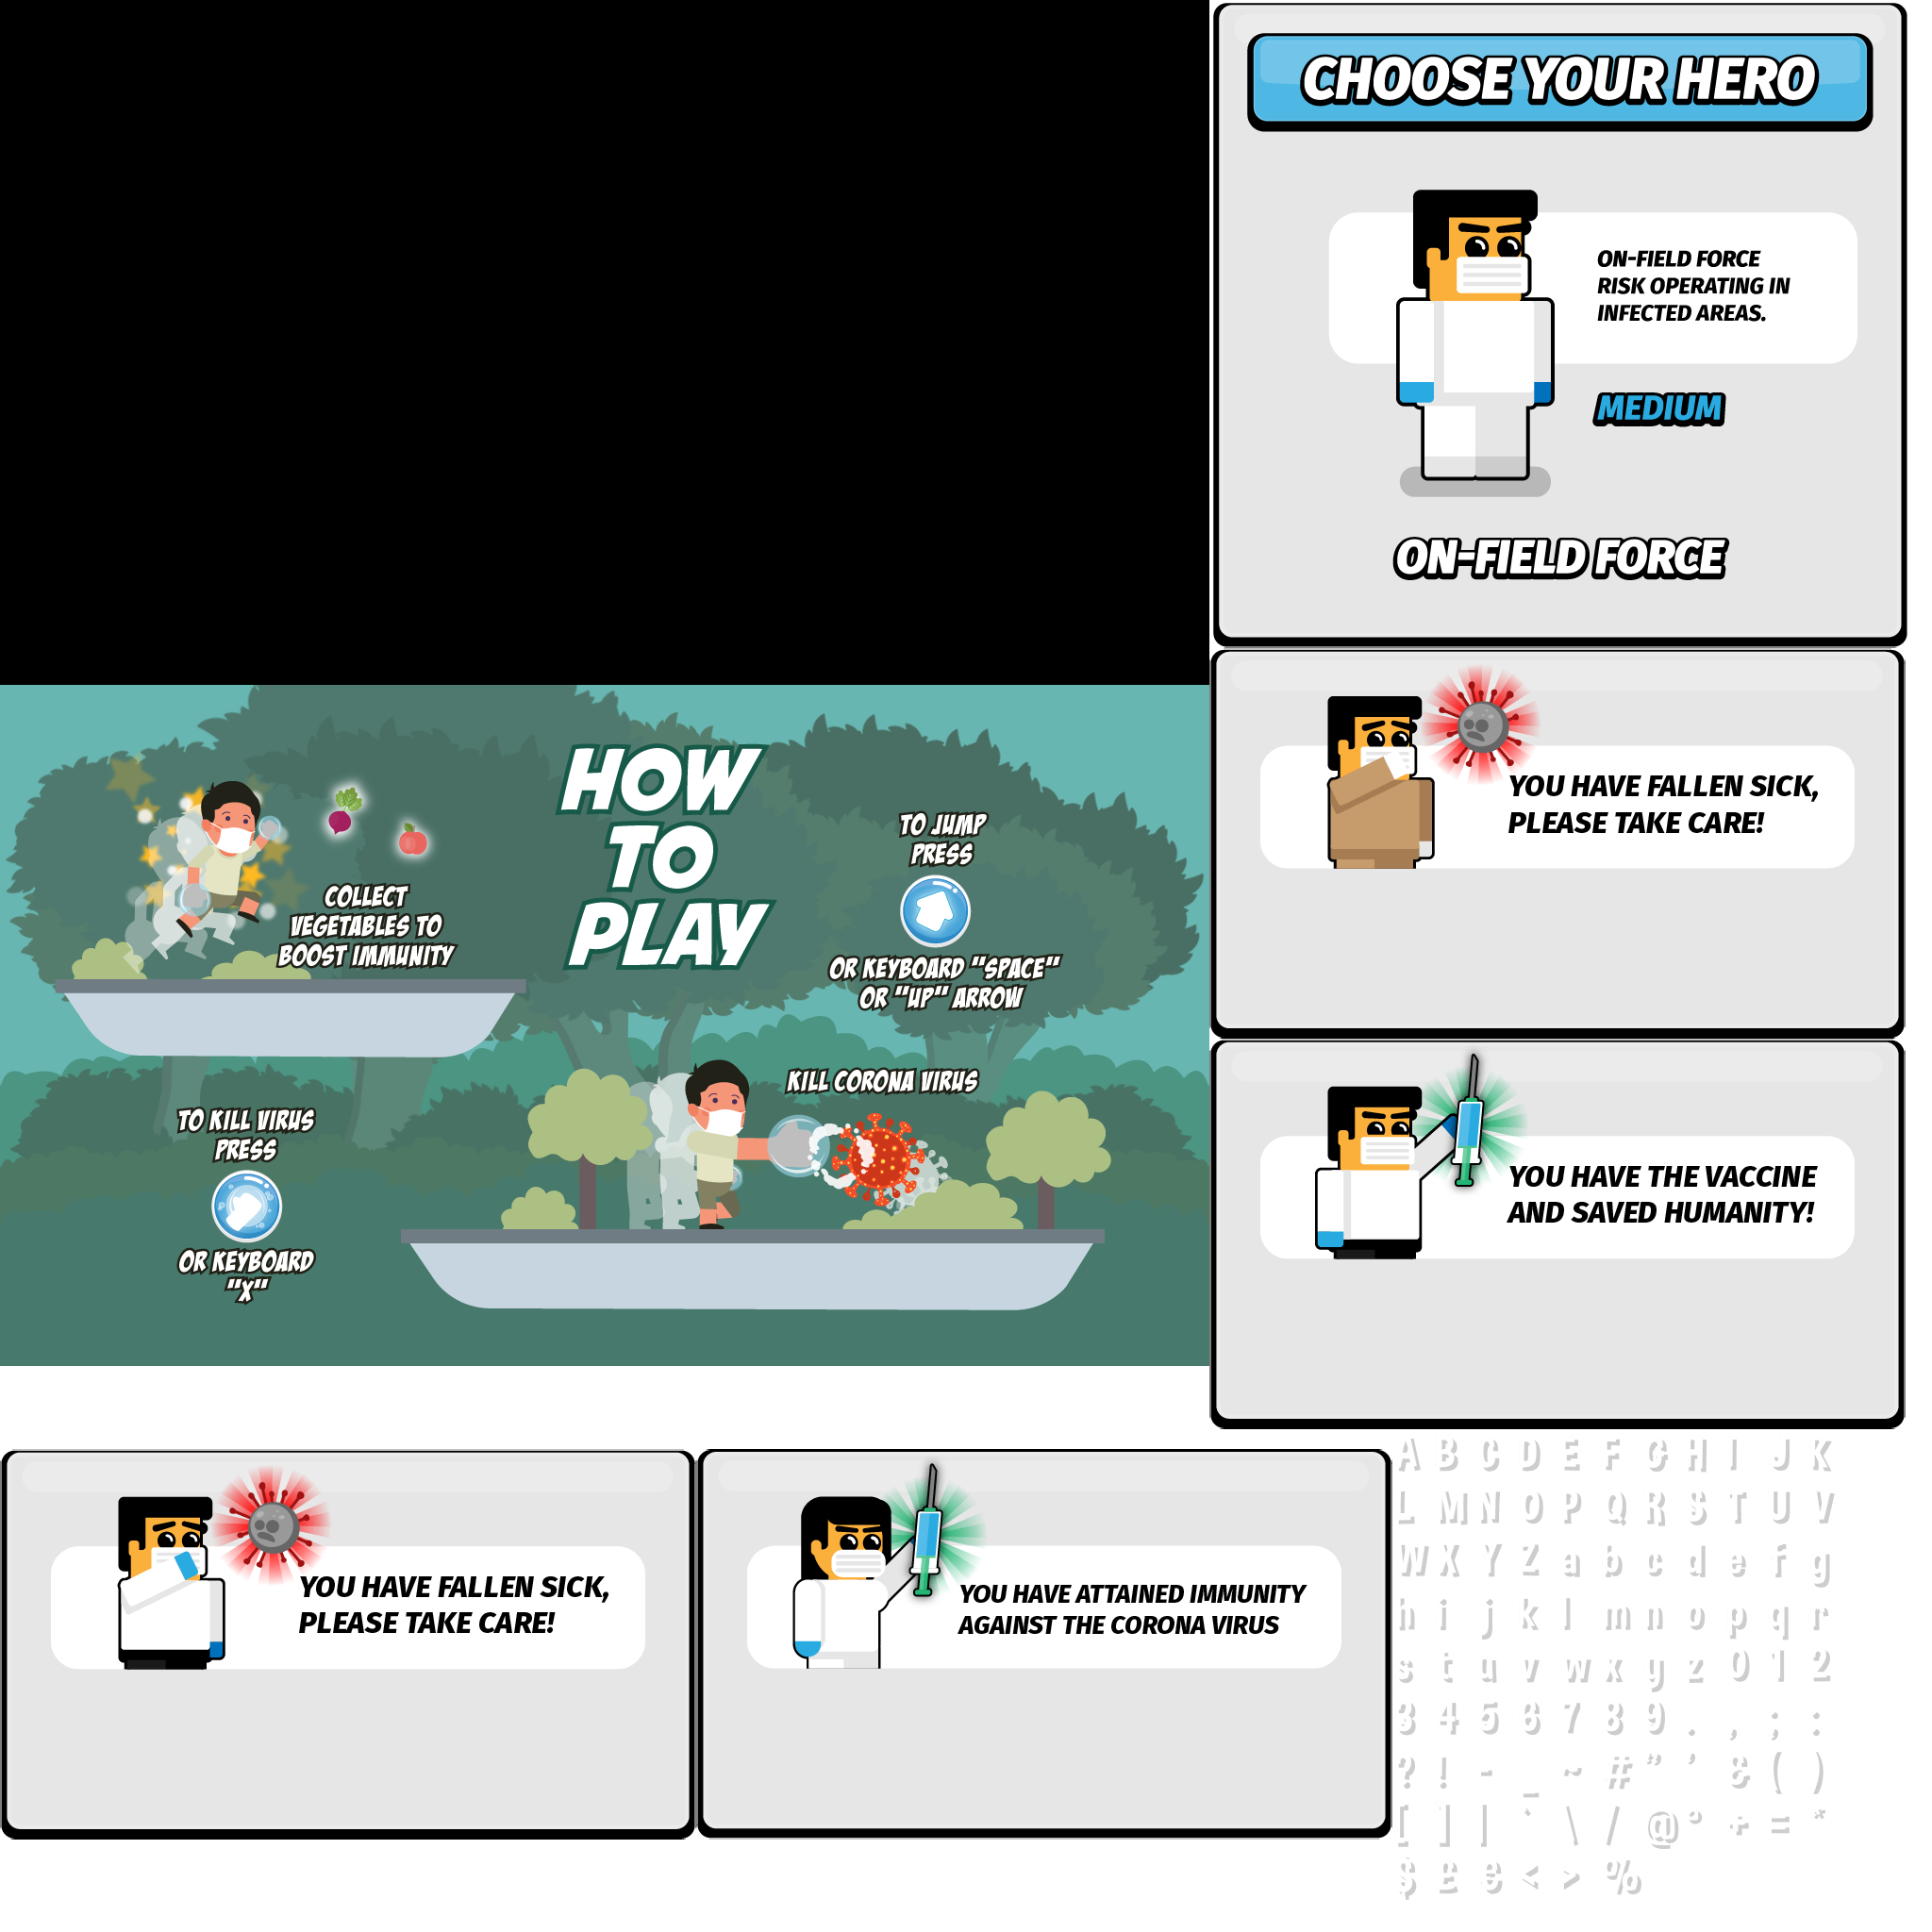 CHOOSE YOUR HERO
ON-FIELD FORCE
RISK OPERATING IN
INFECTED AREAS.
MEDIUM
ON-FIELD FORCE
YOU HAVE FALLEN SICK,
PLEASE TAKE CARE!
HOW
TO
PLAY
COLLECT
VEGETABLES TO
BOOST IMMUNITY
TO JUMP
PRESS
OR KEYBOARD "SPACE"
OR "UP" ARROW
KILL CORONA VIRUS
TO KILL VIRUS
PRESS
OR KEYBOARD
"X"
YOU HAVE THE VACCINE
AND SAVED HUMANITY!
YOU HAVE FALLEN SICK,
PLEASE TAKE CARE!
YOU HAVE ATTAINED IMMUNITY
AGAINST THE CORONA VIRUS
A B C D E F G H I J K
L M N O P Q R S T U V
W X Y Z a b c d e f g
h i j k l m n o p q r
s t u v w x y z 0 1 2
3 4 5 6 7 8 9 . , ; :
? ! - _ ~ # " ' & ( )
[ ] | ` \ / @ ° + = *
$ £ € < > %